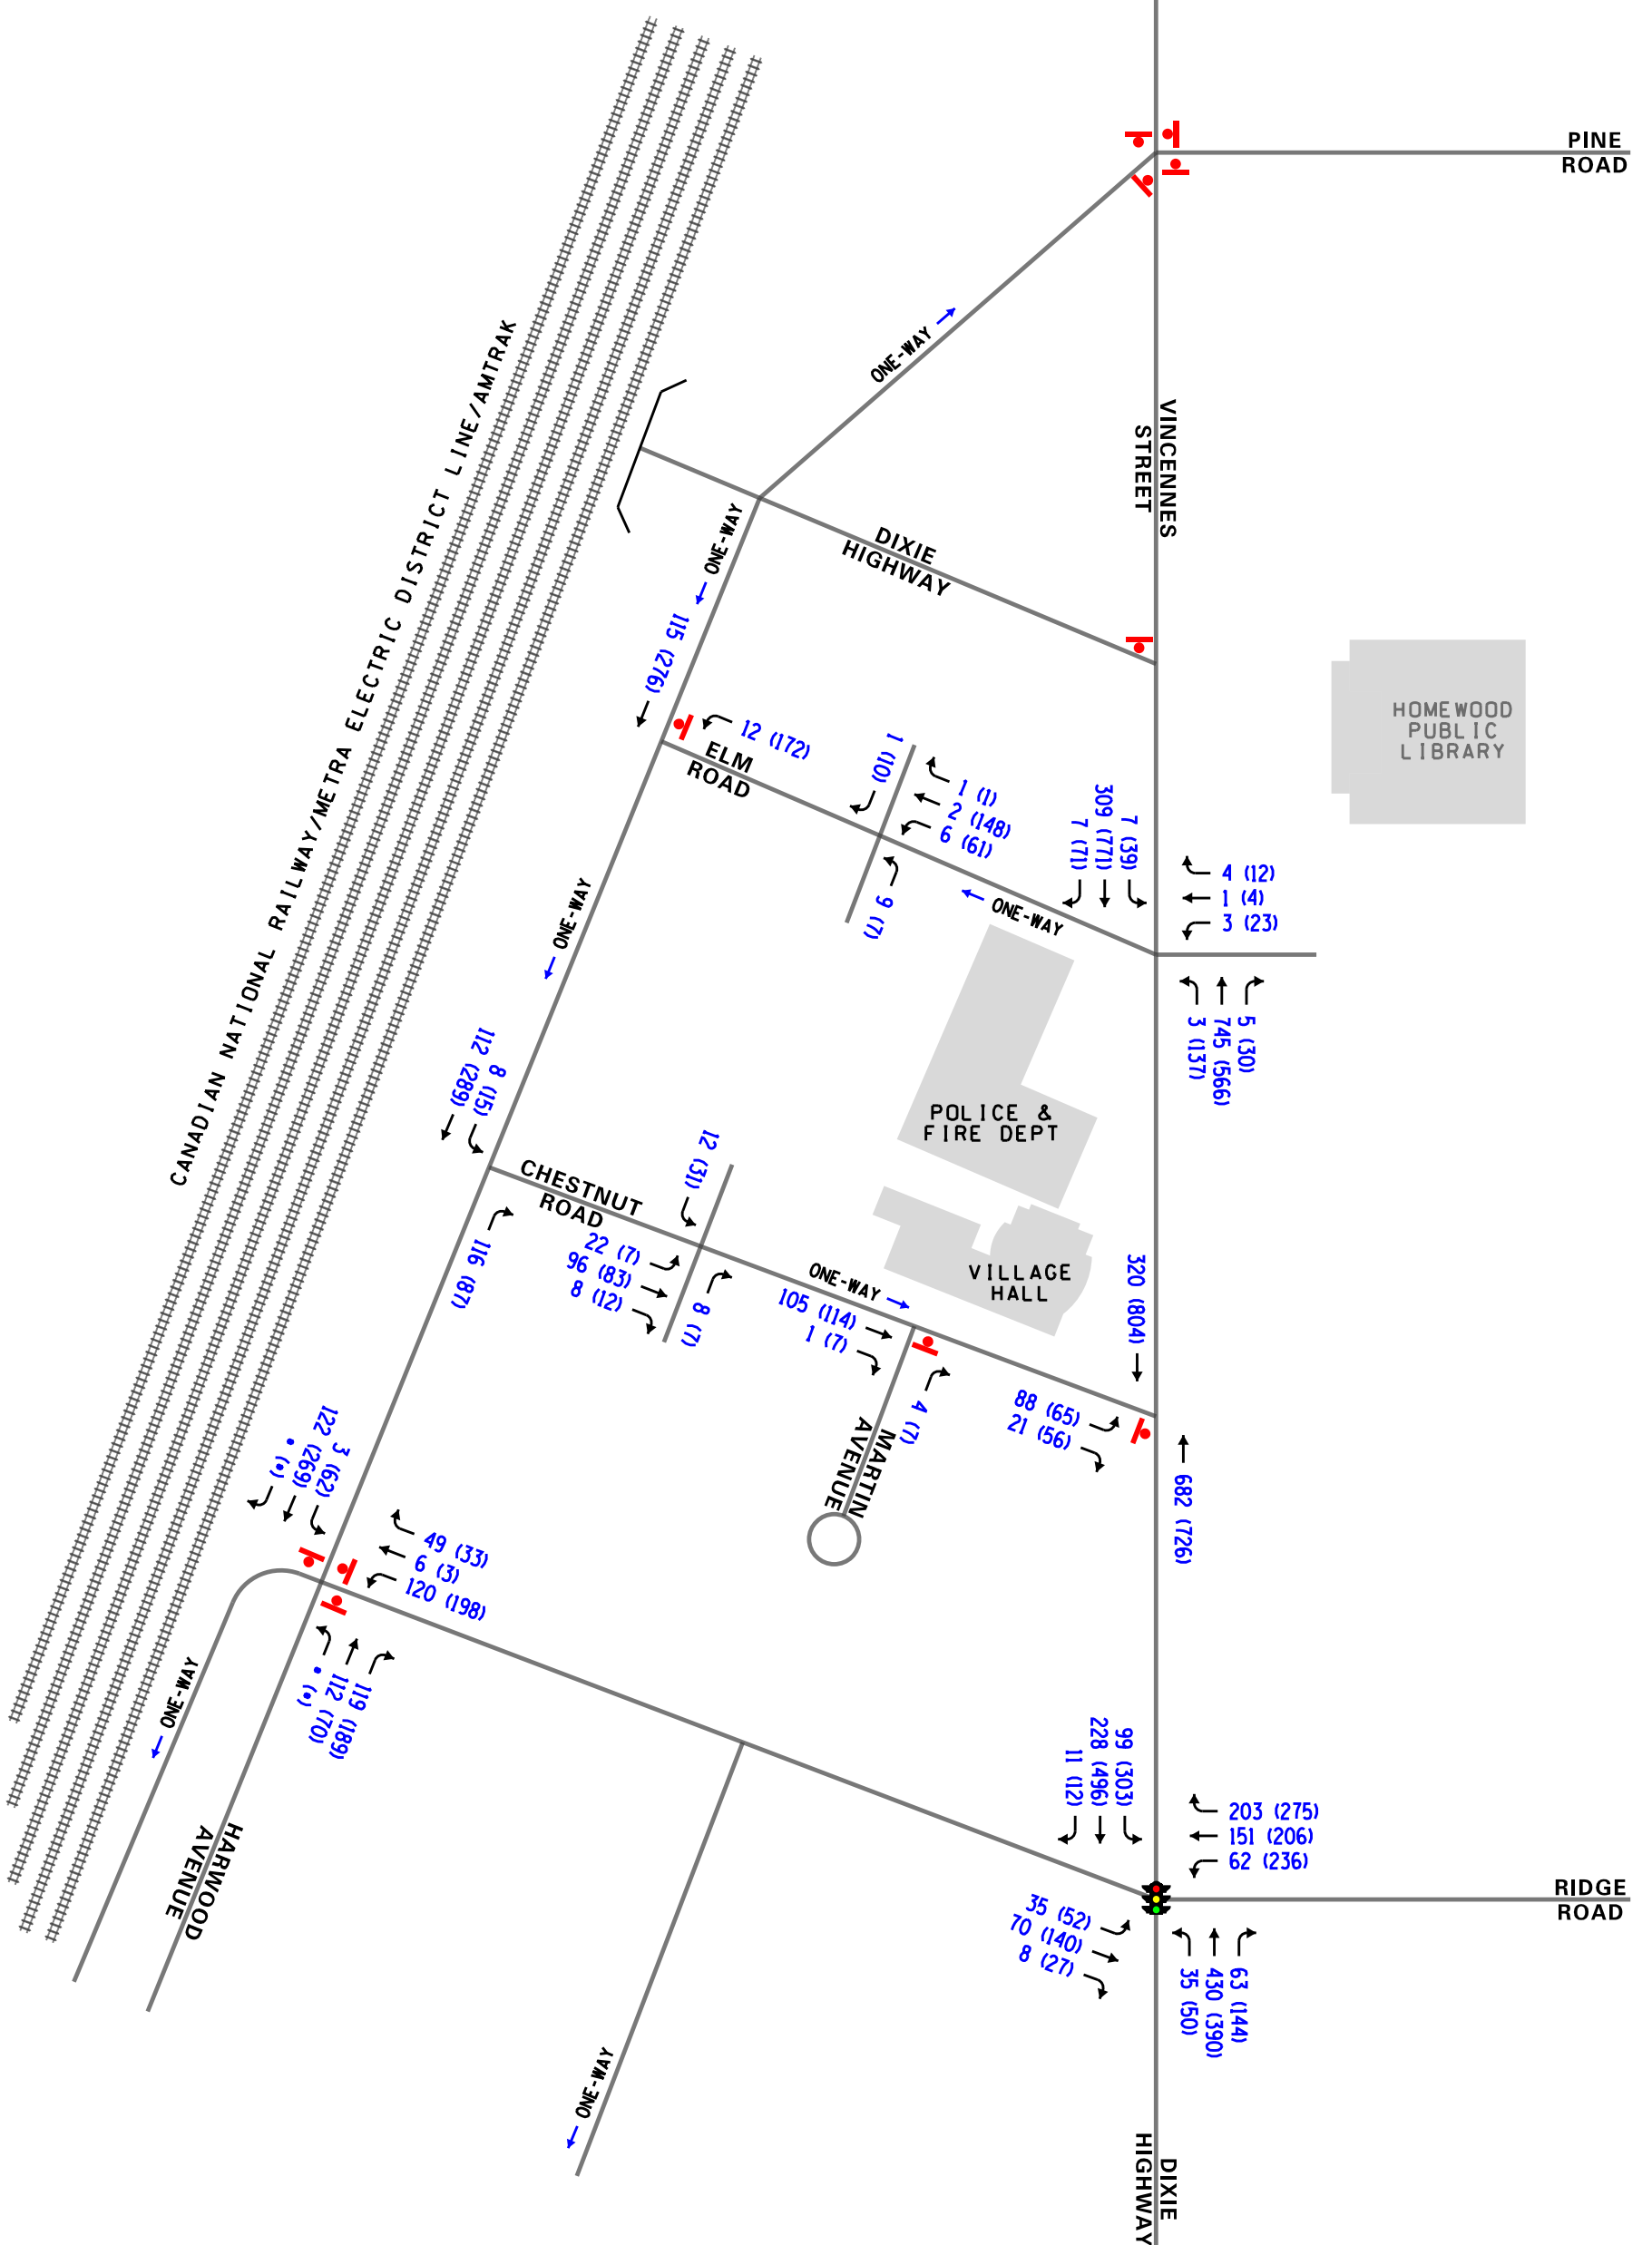 PINE
ROAD
ONE-WAY
VINCENNES
STREET
CANADIAN NATIONAL RAILWAY/METRA ELECTRIC DISTRICT LINE/AMTRAK
ONE-WAY
DIXIE
HIGHWAY
115 (276)
HOMEWOOD
PUBLIC
LIBRARY
12 (172)
ELM
ROAD
1 (10)
1 (1)
2 (148)
6 (61)
9 (7)
7 (39)
309 (771)
7 (71)
4 (12)
1 (4)
3 (23)
ONE-WAY
ONE-WAY
5 (30)
745 (566)
3 (137)
8 (15)
112 (289)
POLICE &
FIRE DEPT
CHESTNUT
ROAD
12 (31)
116 (87)
22 (7)
96 (83)
8 (12)
8 (7)
ONE-WAY
VILLAGE
HALL
105 (114)
1 (7)
320 (804)
4 (7)
MARTIN
AVENUE
88 (65)
21 (56)
682 (726)
3 (62)
122 (269)
• (•)
49 (33)
6 (3)
120 (198)
119 (189)
112 (70)
• (•)
ONE-WAY
HARWOOD
AVENUE
99 (303)
228 (496)
11 (12)
203 (275)
151 (206)
62 (236)
RIDGE
ROAD
35 (52)
70 (140)
8 (27)
63 (144)
430 (390)
35 (50)
ONE-WAY
DIXIE
HIGHWAY